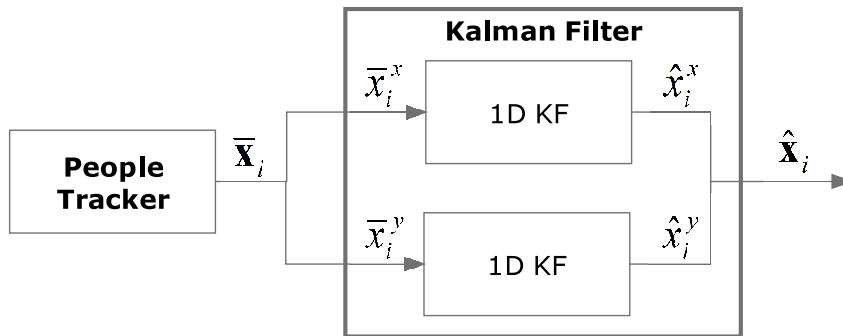 Kalman Filter
x̅ᵢˣ
1D KF
x̂ᵢˣ
People
Tracker
𝐱̅ᵢ
𝐱̂ᵢ
x̅ᵢʸ
1D KF
x̂ᵢʸ